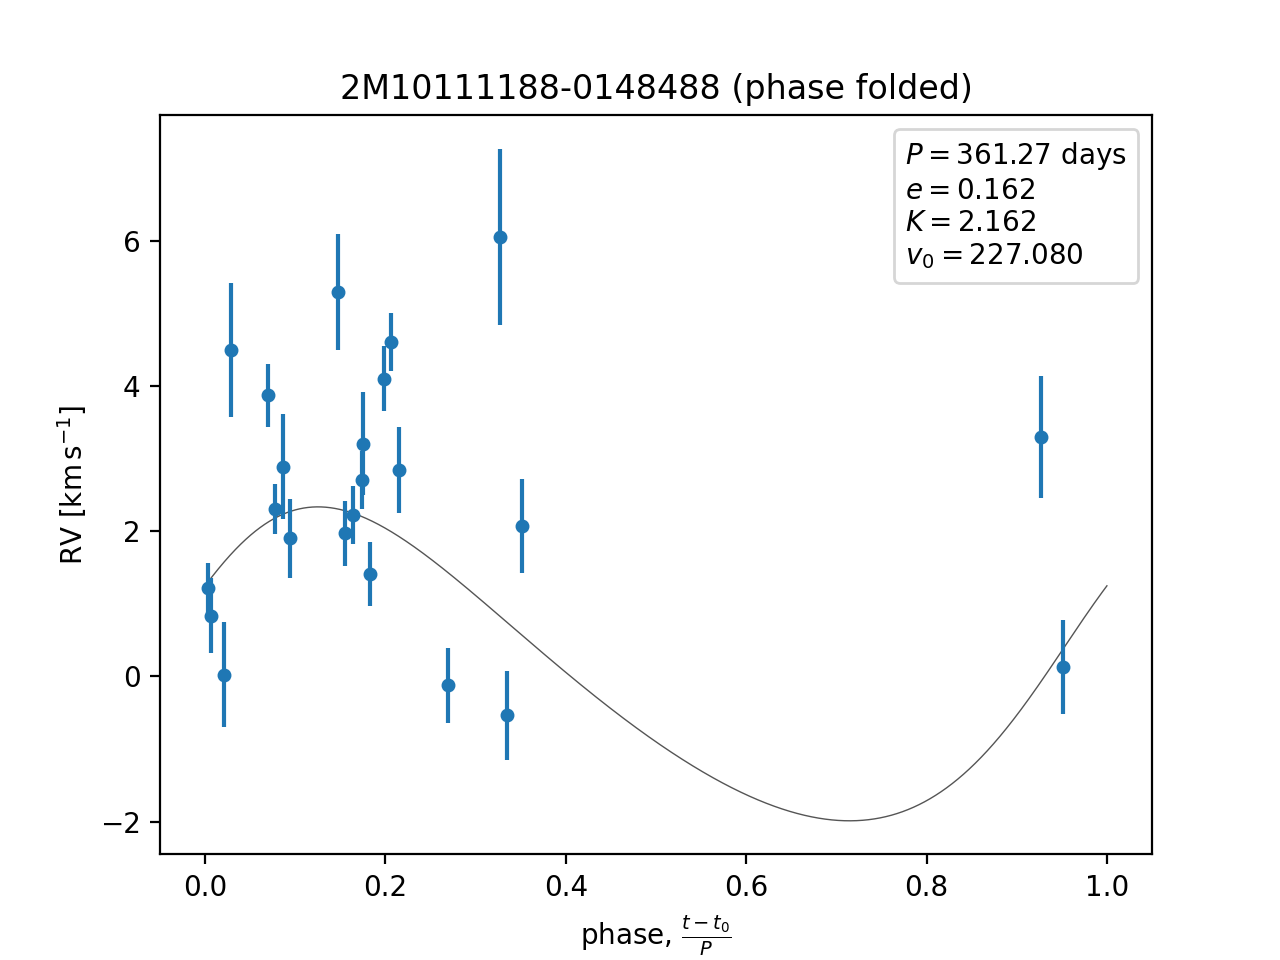 2M10111188-0148488 (phase folded)
P = 361.27 days
e = 0.162
K = 2.162
v₀ = 227.080
6
4
2
0
−2
RV [km s⁻¹]
0.0 0.2 0.4 0.6 0.8 1.0
phase, (t − t₀)/P